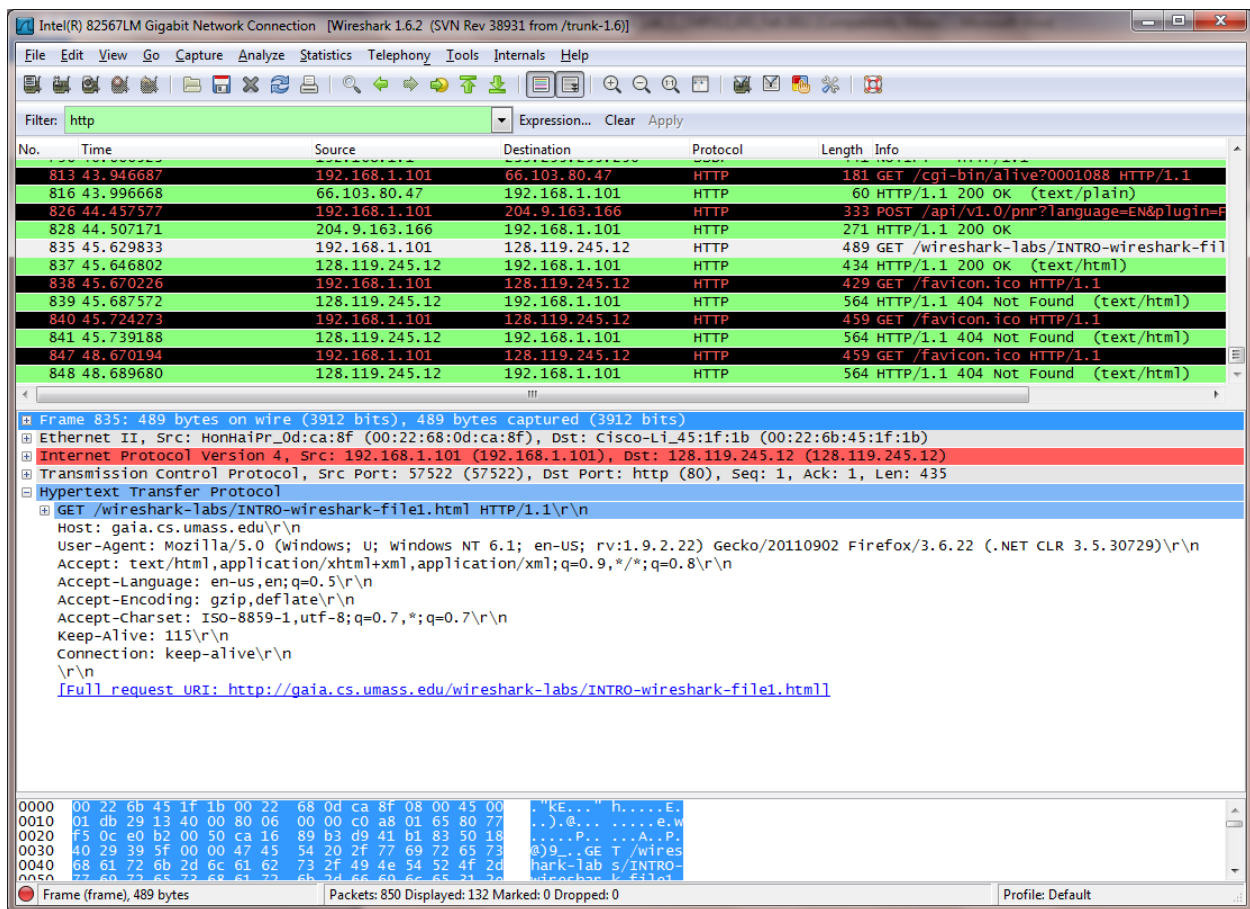 Intel(R) 82567LM Gigabit Network Connection [Wireshark 1.6.2 (SVN Rev 38931 from /trunk-1.6)]
File Edit View Go Capture Analyze Statistics Telephony Tools Internals Help
Filter: http Expression... Clear Apply
No. Time Source Destination Protocol Length Info
813 43.946687 192.168.1.101 66.103.80.47 HTTP 181 GET /cgi-bin/alive?0001088 HTTP/1.1
816 43.996668 66.103.80.47 192.168.1.101 HTTP 60 HTTP/1.1 200 OK (text/plain)
826 44.457577 192.168.1.101 204.9.163.166 HTTP 333 POST /api/v1.0/pnr?language=EN&plugin=F
828 44.507171 204.9.163.166 192.168.1.101 HTTP 271 HTTP/1.1 200 OK
835 45.629833 192.168.1.101 128.119.245.12 HTTP 489 GET /wireshark-labs/INTRO-wireshark-fil
837 45.646802 128.119.245.12 192.168.1.101 HTTP 434 HTTP/1.1 200 OK (text/html)
838 45.670226 192.168.1.101 128.119.245.12 HTTP 429 GET /favicon.ico HTTP/1.1
839 45.687572 128.119.245.12 192.168.1.101 HTTP 564 HTTP/1.1 404 Not Found (text/html)
840 45.724273 192.168.1.101 128.119.245.12 HTTP 459 GET /favicon.ico HTTP/1.1
841 45.739188 128.119.245.12 192.168.1.101 HTTP 564 HTTP/1.1 404 Not Found (text/html)
847 48.670194 192.168.1.101 128.119.245.12 HTTP 459 GET /favicon.ico HTTP/1.1
848 48.689680 128.119.245.12 192.168.1.101 HTTP 564 HTTP/1.1 404 Not Found (text/html)
Frame 835: 489 bytes on wire (3912 bits), 489 bytes captured (3912 bits)
Ethernet II, Src: HonHaiPr_0d:ca:8f (00:22:68:0d:ca:8f), Dst: Cisco-Li_45:1f:1b (00:22:6b:45:1f:1b)
Internet Protocol Version 4, Src: 192.168.1.101 (192.168.1.101), Dst: 128.119.245.12 (128.119.245.12)
Transmission Control Protocol, Src Port: 57522 (57522), Dst Port: http (80), Seq: 1, Ack: 1, Len: 435
Hypertext Transfer Protocol
GET /wireshark-labs/INTRO-wireshark-file1.html HTTP/1.1\r\n
Host: gaia.cs.umass.edu\r\n
User-Agent: Mozilla/5.0 (Windows; U; Windows NT 6.1; en-US; rv:1.9.2.22) Gecko/20110902 Firefox/3.6.22 (.NET CLR 3.5.30729)\r\n
Accept: text/html,application/xhtml+xml,application/xml;q=0.9,*/*;q=0.8\r\n
Accept-Language: en-us,en;q=0.5\r\n
Accept-Encoding: gzip,deflate\r\n
Accept-Charset: ISO-8859-1,utf-8;q=0.7,*;q=0.7\r\n
Keep-Alive: 115\r\n
Connection: keep-alive\r\n
\r\n
[Full request URI: http://gaia.cs.umass.edu/wireshark-labs/INTRO-wireshark-file1.html]
0000 00 22 6b 45 1f 1b 00 22 68 0d ca 8f 08 00 45 00 ."kE..." h.....E.
0010 01 db 29 13 40 00 80 06 00 00 c0 a8 01 65 80 77 ..).@... .....e.w
0020 f5 0c e0 b2 00 50 ca 16 89 b3 d9 41 b1 83 50 18 .....P.. ...A..P.
0030 40 29 39 5f 00 00 47 45 54 20 2f 77 69 72 65 73 @)9_..GE T /wires
0040 68 61 72 6b 2d 6c 61 62 73 2f 49 4e 54 52 4f 2d hark-lab s/INTRO-
0050 77 69 72 65 73 68 61 72 6b 2d 66 69 6c 65 31 2e wireshar k-file1.
Frame (frame), 489 bytes Packets: 850 Displayed: 132 Marked: 0 Dropped: 0 Profile: Default